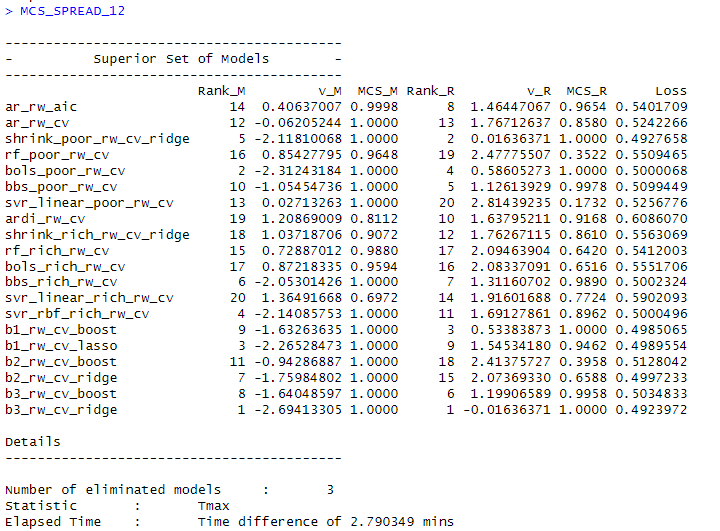 > MCS_SPREAD_12
------------------------------------------
-          Superior Set of Models        -
------------------------------------------
                        Rank_M         v_M  MCS_M Rank_R         v_R  MCS_R      Loss
ar_rw_aic                   14  0.40637007 0.9998      8  1.46447067 0.9654 0.5401709
ar_rw_cv                    12 -0.06205244 1.0000     13  1.76712637 0.8580 0.5242266
shrink_poor_rw_cv_ridge      5 -2.11810068 1.0000      2  0.01636371 1.0000 0.4927658
rf_poor_rw_cv               16  0.85427795 0.9648     19  2.47775507 0.3522 0.5509465
bols_poor_rw_cv              2 -2.31243184 1.0000      4  0.58605273 1.0000 0.5000068
bbs_poor_rw_cv              10 -1.05454736 1.0000      5  1.12613929 0.9978 0.5099449
svr_linear_poor_rw_cv       13  0.02713263 1.0000     20  2.81439235 0.1732 0.5256776
ardi_rw_cv                  19  1.20869009 0.8112     10  1.63795211 0.9168 0.6086070
shrink_rich_rw_cv_ridge     18  1.03718706 0.9072     12  1.76267115 0.8610 0.5563069
rf_rich_rw_cv               15  0.72887012 0.9880     17  2.09463904 0.6420 0.5412003
bols_rich_rw_cv             17  0.87218335 0.9594     16  2.08337091 0.6516 0.5551706
bbs_rich_rw_cv               6 -2.05301426 1.0000      7  1.31160702 0.9890 0.5002324
svr_linear_rich_rw_cv       20  1.36491668 0.6972     14  1.91601688 0.7724 0.5902093
svr_rbf_rich_rw_cv           4 -2.14085753 1.0000     11  1.69127861 0.8962 0.5000496
b1_rw_cv_boost               9 -1.63263635 1.0000      3  0.53383873 1.0000 0.4985065
b1_rw_cv_lasso               3 -2.26528473 1.0000      9  1.54534180 0.9462 0.4989554
b2_rw_cv_boost              11 -0.94286887 1.0000     18  2.41375727 0.3958 0.5128042
b2_rw_cv_ridge               7 -1.75984802 1.0000     15  2.07369330 0.6588 0.4997233
b3_rw_cv_boost               8 -1.64048597 1.0000      6  1.19906589 0.9958 0.5034833
b3_rw_cv_ridge               1 -2.69413305 1.0000      1 -0.01636371 1.0000 0.4923972
Details
------------------------------------------
Number of eliminated models     :       3
Statistic       :       Tmax
Elapsed Time    :       Time difference of 2.790349 mins